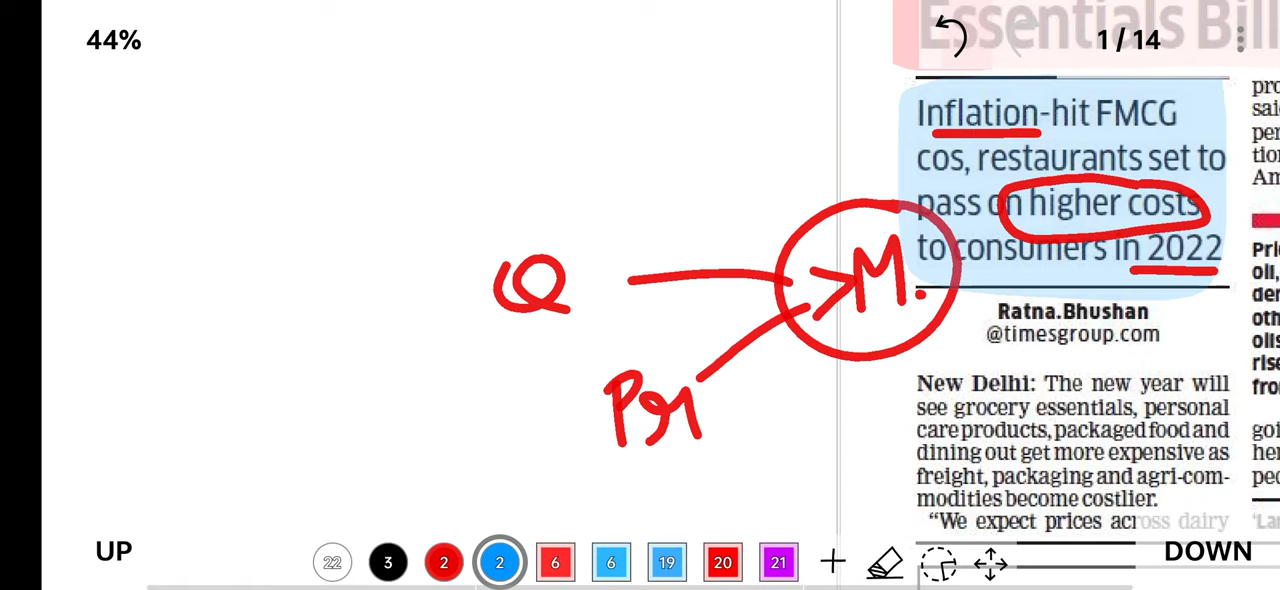 44%
1 / 14
Essentials Bill
Inflation-hit FMCG
cos, restaurants set to
pass on higher costs
to consumers in 2022
Ratna.Bhushan
@timesgroup.com
New Delhi: The new year will
see grocery essentials, personal
care products, packaged food and
dining out get more expensive as
freight, packaging and agri-com-
modities become costlier.
“We expect prices across dairy
Q
M.
UP
22
3
2
2
6
6
19
20
21
DOWN